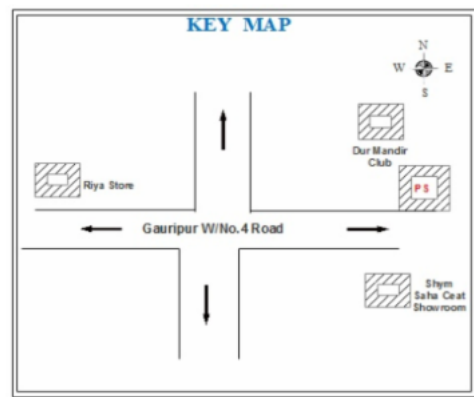 KEY MAP
N
W E
S
Dur Mandir
Club
Riya Store
PS
Gauripur W/No.4 Road
Shym
Saha Ceat
Showroom